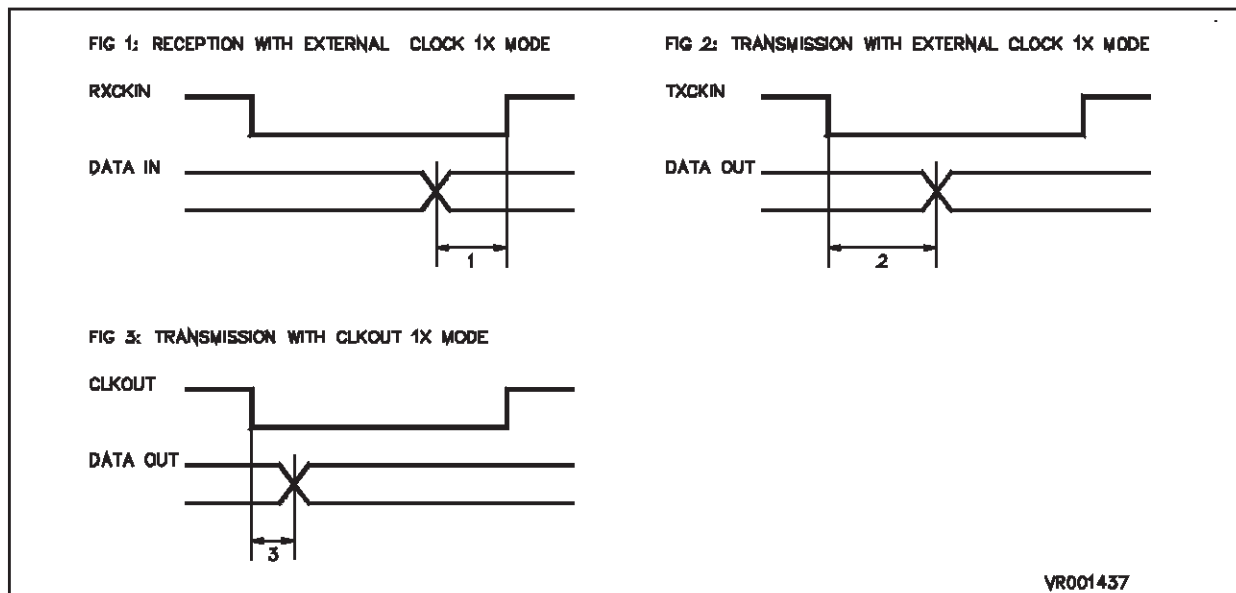 FIG 1: RECEPTION WITH EXTERNAL CLOCK 1X MODE
RXCKIN
DATA IN
1
FIG 2: TRANSMISSION WITH EXTERNAL CLOCK 1X MODE
TXCKIN
DATA OUT
2
FIG 3: TRANSMISSION WITH CLKOUT 1X MODE
CLKOUT
DATA OUT
3
VR001437